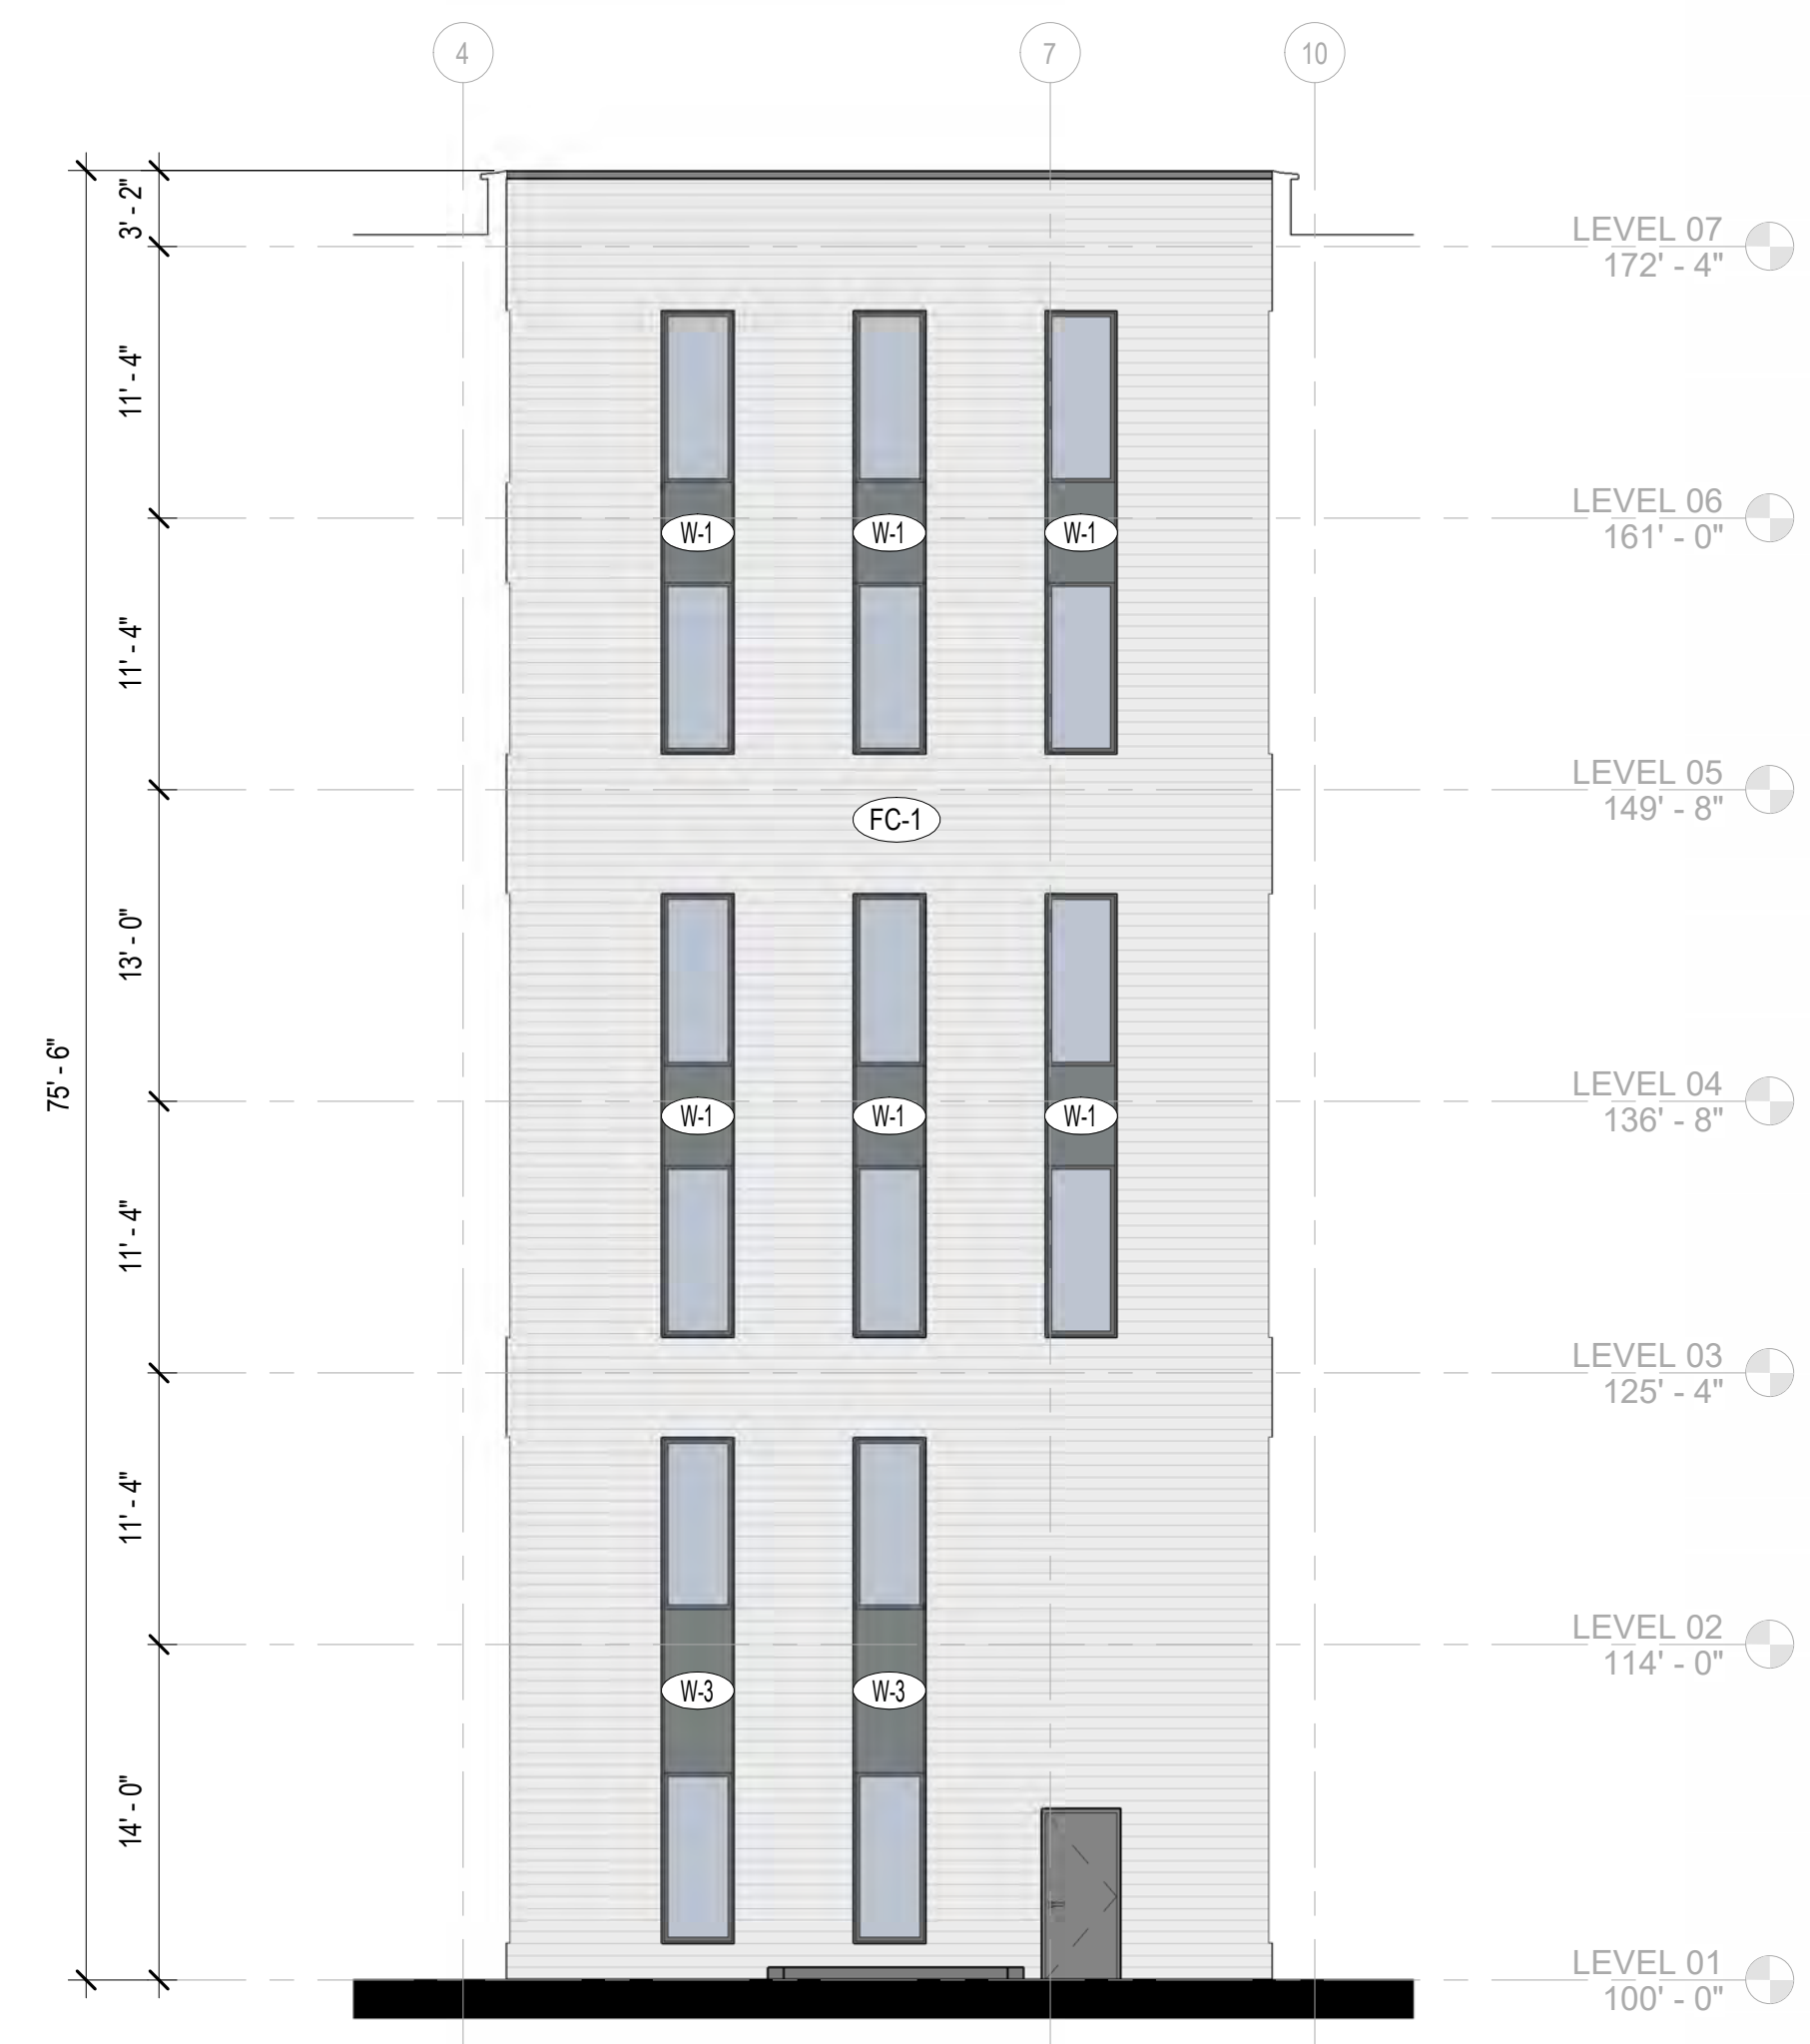 4
7
10
3' - 2"
LEVEL 07
172' - 4"
11' - 4"
LEVEL 06
161' - 0"
W-1
W-1
W-1
11' - 4"
LEVEL 05
149' - 8"
FC-1
13' - 0"
75' - 6"
LEVEL 04
136' - 8"
W-1
W-1
W-1
11' - 4"
LEVEL 03
125' - 4"
11' - 4"
LEVEL 02
114' - 0"
W-3
W-3
14' - 0"
LEVEL 01
100' - 0"